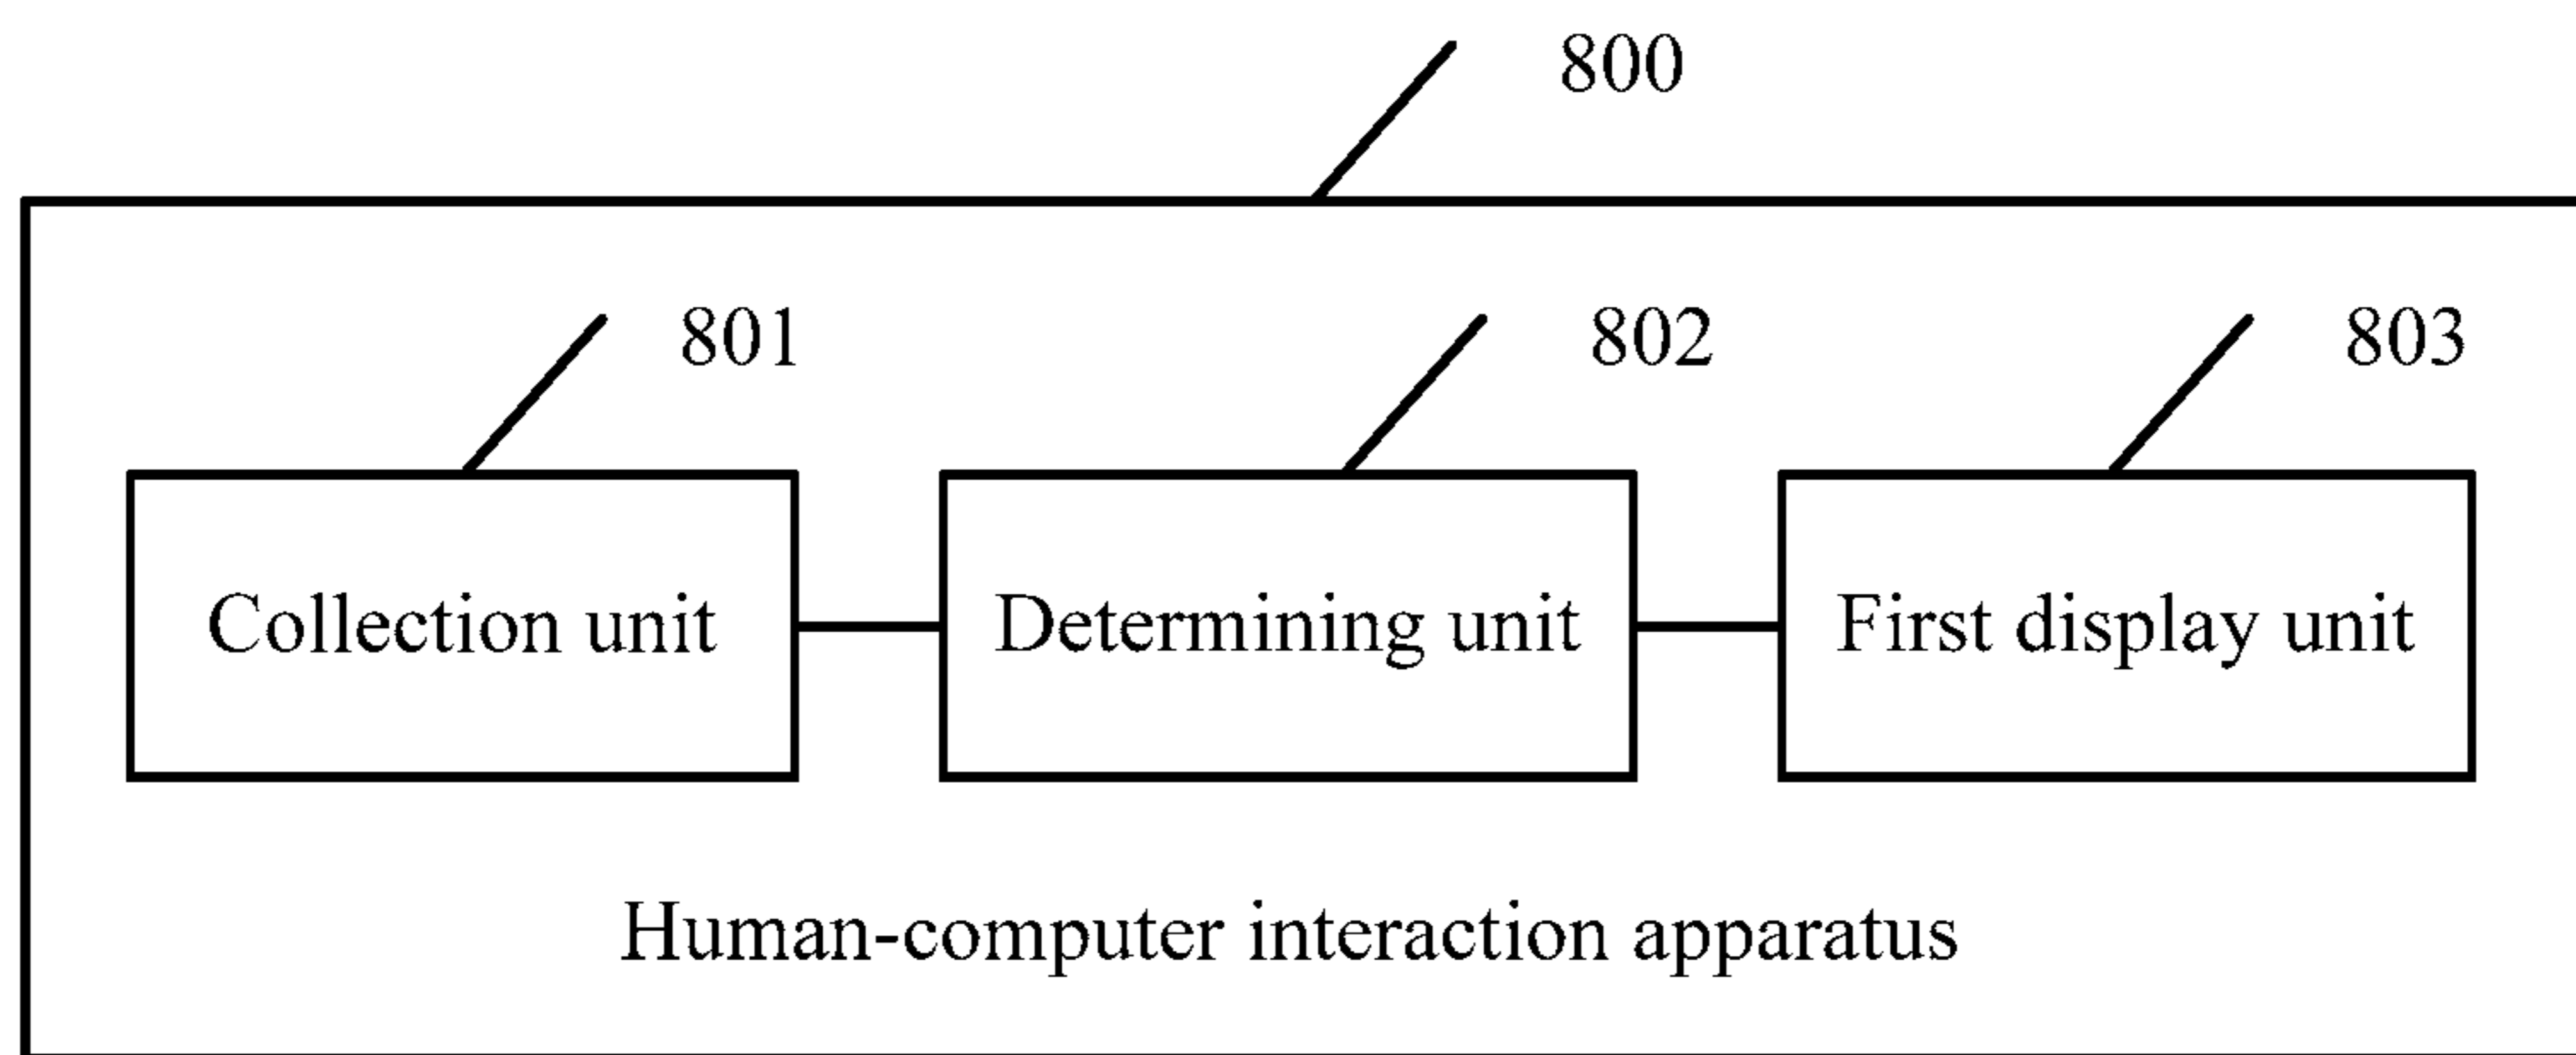 800
801 802 803
Collection unit Determining unit First display unit
Human-computer interaction apparatus